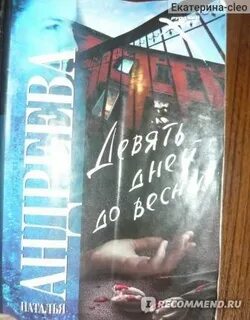 Екатерина-cleo
НАТАЛЬЯ
АНДРЕЕВА
Девять
дней
до весны
IRECOMMEND.RU